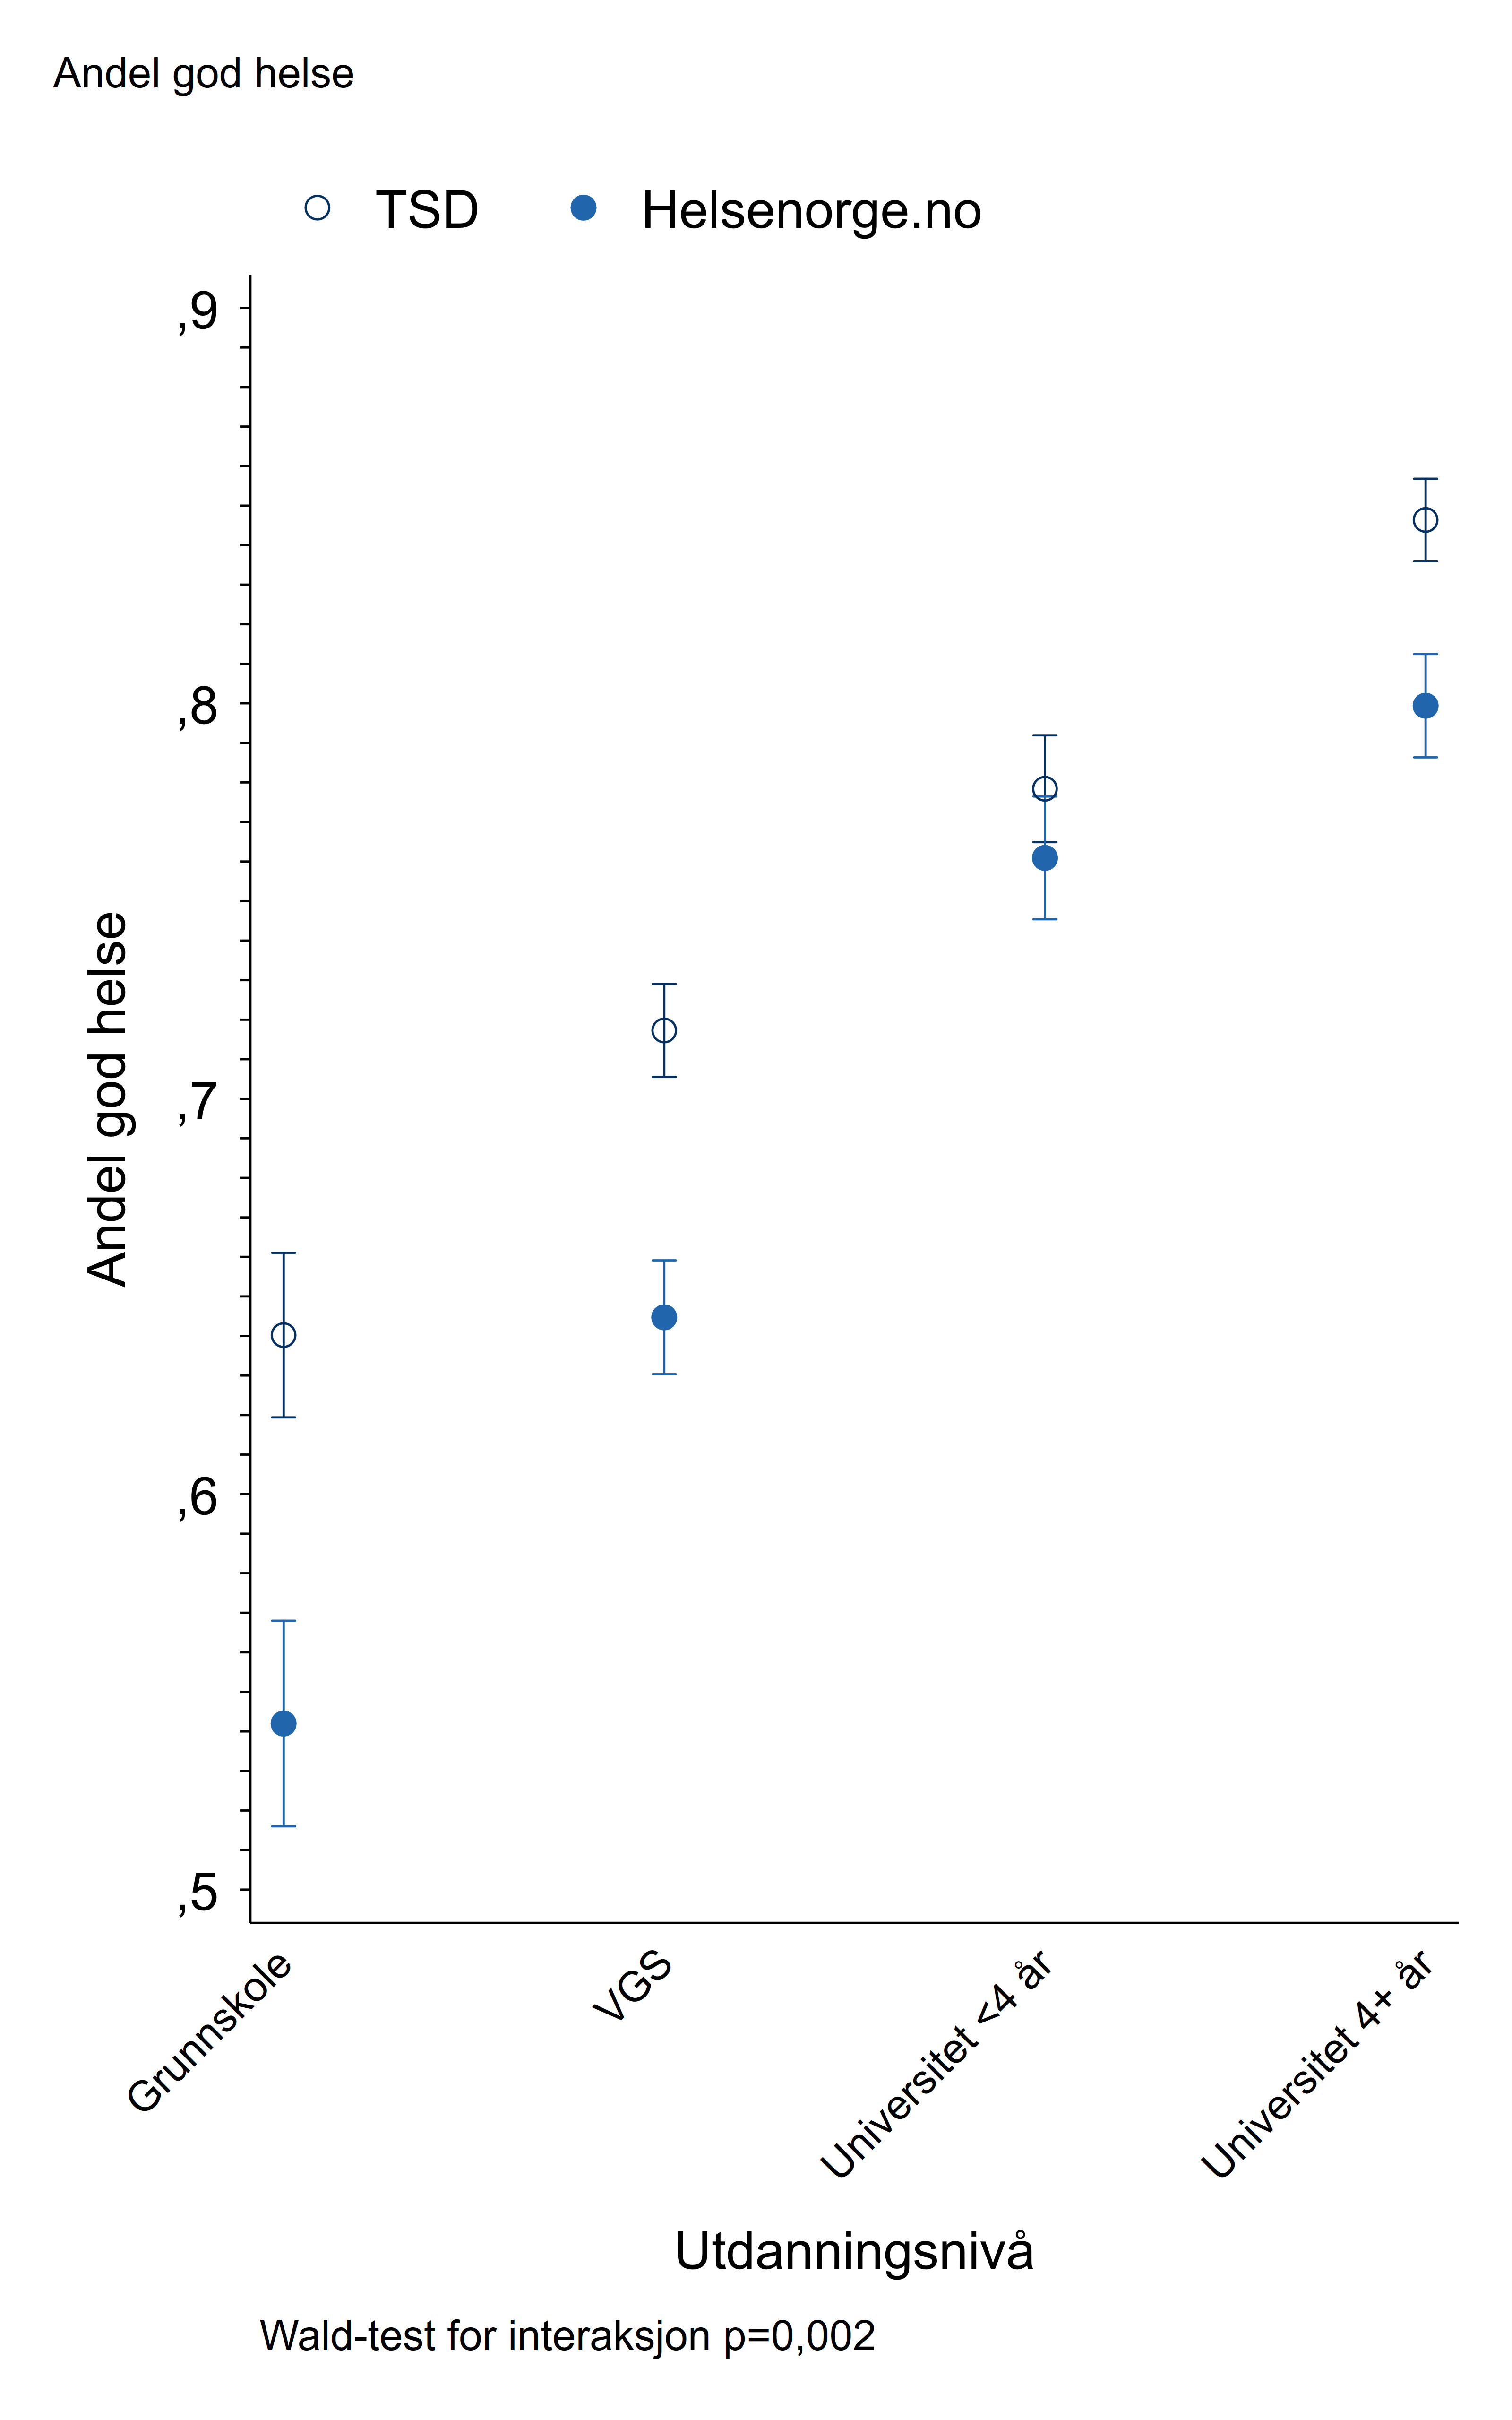 Andel god helse
TSD
Helsenorge.no
,9
,8
,7
,6
,5
Andel god helse
Grunnskole
VGS
Universitet <4 år
Universitet 4+ år
Utdanningsnivå
Wald-test for interaksjon p=0,002